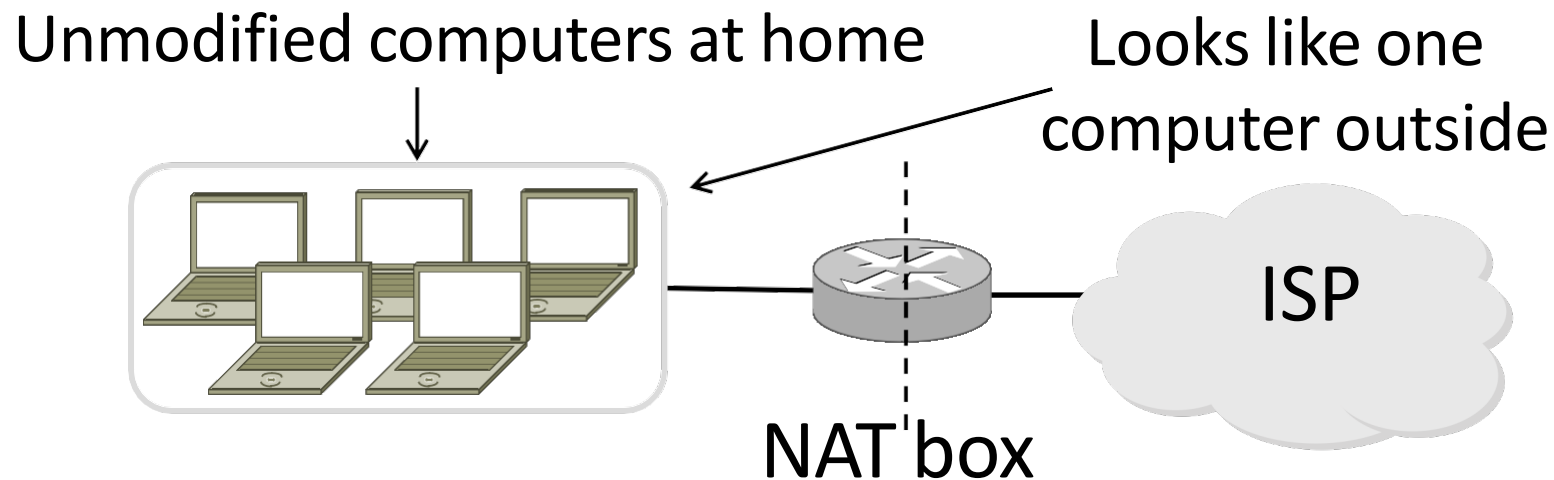 Unmodified computers at home
Looks like one
computer outside
ISP
NAT box